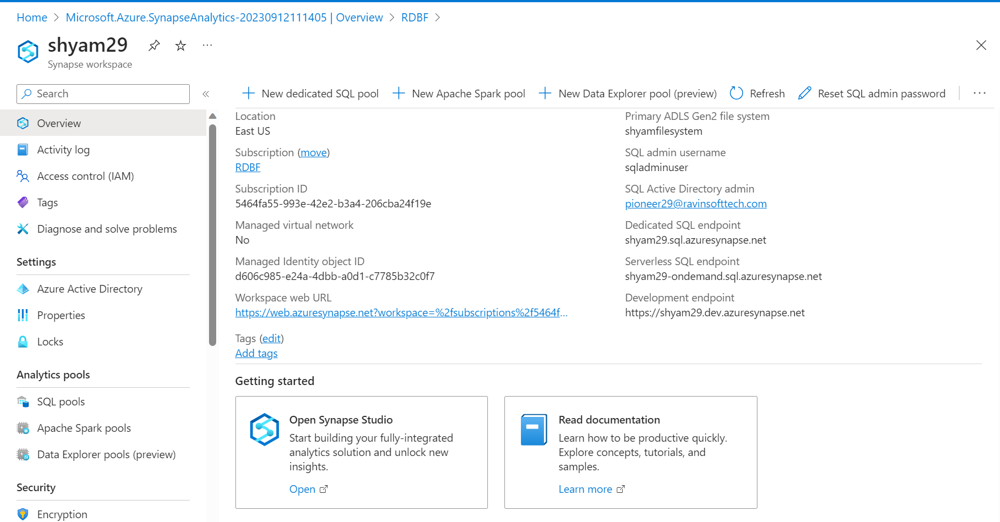 Home > Microsoft.Azure.SynapseAnalytics-20230912111405 | Overview > RDBF >
shyam29
Synapse workspace
Search
Overview
Activity log
Access control (IAM)
Tags
Diagnose and solve problems
Settings
Azure Active Directory
Properties
Locks
Analytics pools
SQL pools
Apache Spark pools
Data Explorer pools (preview)
Security
Encryption
New dedicated SQL pool
New Apache Spark pool
New Data Explorer pool (preview)
Refresh
Reset SQL admin password
Location
East US
Subscription (move)
RDBF
Subscription ID
5464fa55-993e-42e2-b3a4-206cba24f19e
Managed virtual network
No
Managed Identity object ID
d606c985-e24a-4dbb-a0d1-c7785b32c0f7
Workspace web URL
https://web.azuresynapse.net?workspace=%2fsubscriptions%2f5464f...
Tags (edit)
Add tags
Primary ADLS Gen2 file system
shyamfilesystem
SQL admin username
sqladminuser
SQL Active Directory admin
pioneer29@ravinsofttech.com
Dedicated SQL endpoint
shyam29.sql.azuresynapse.net
Serverless SQL endpoint
shyam29-ondemand.sql.azuresynapse.net
Development endpoint
https://shyam29.dev.azuresynapse.net
Getting started
Open Synapse Studio
Start building your fully-integrated
analytics solution and unlock new
insights.
Open
Read documentation
Learn how to be productive quickly.
Explore concepts, tutorials, and
samples.
Learn more